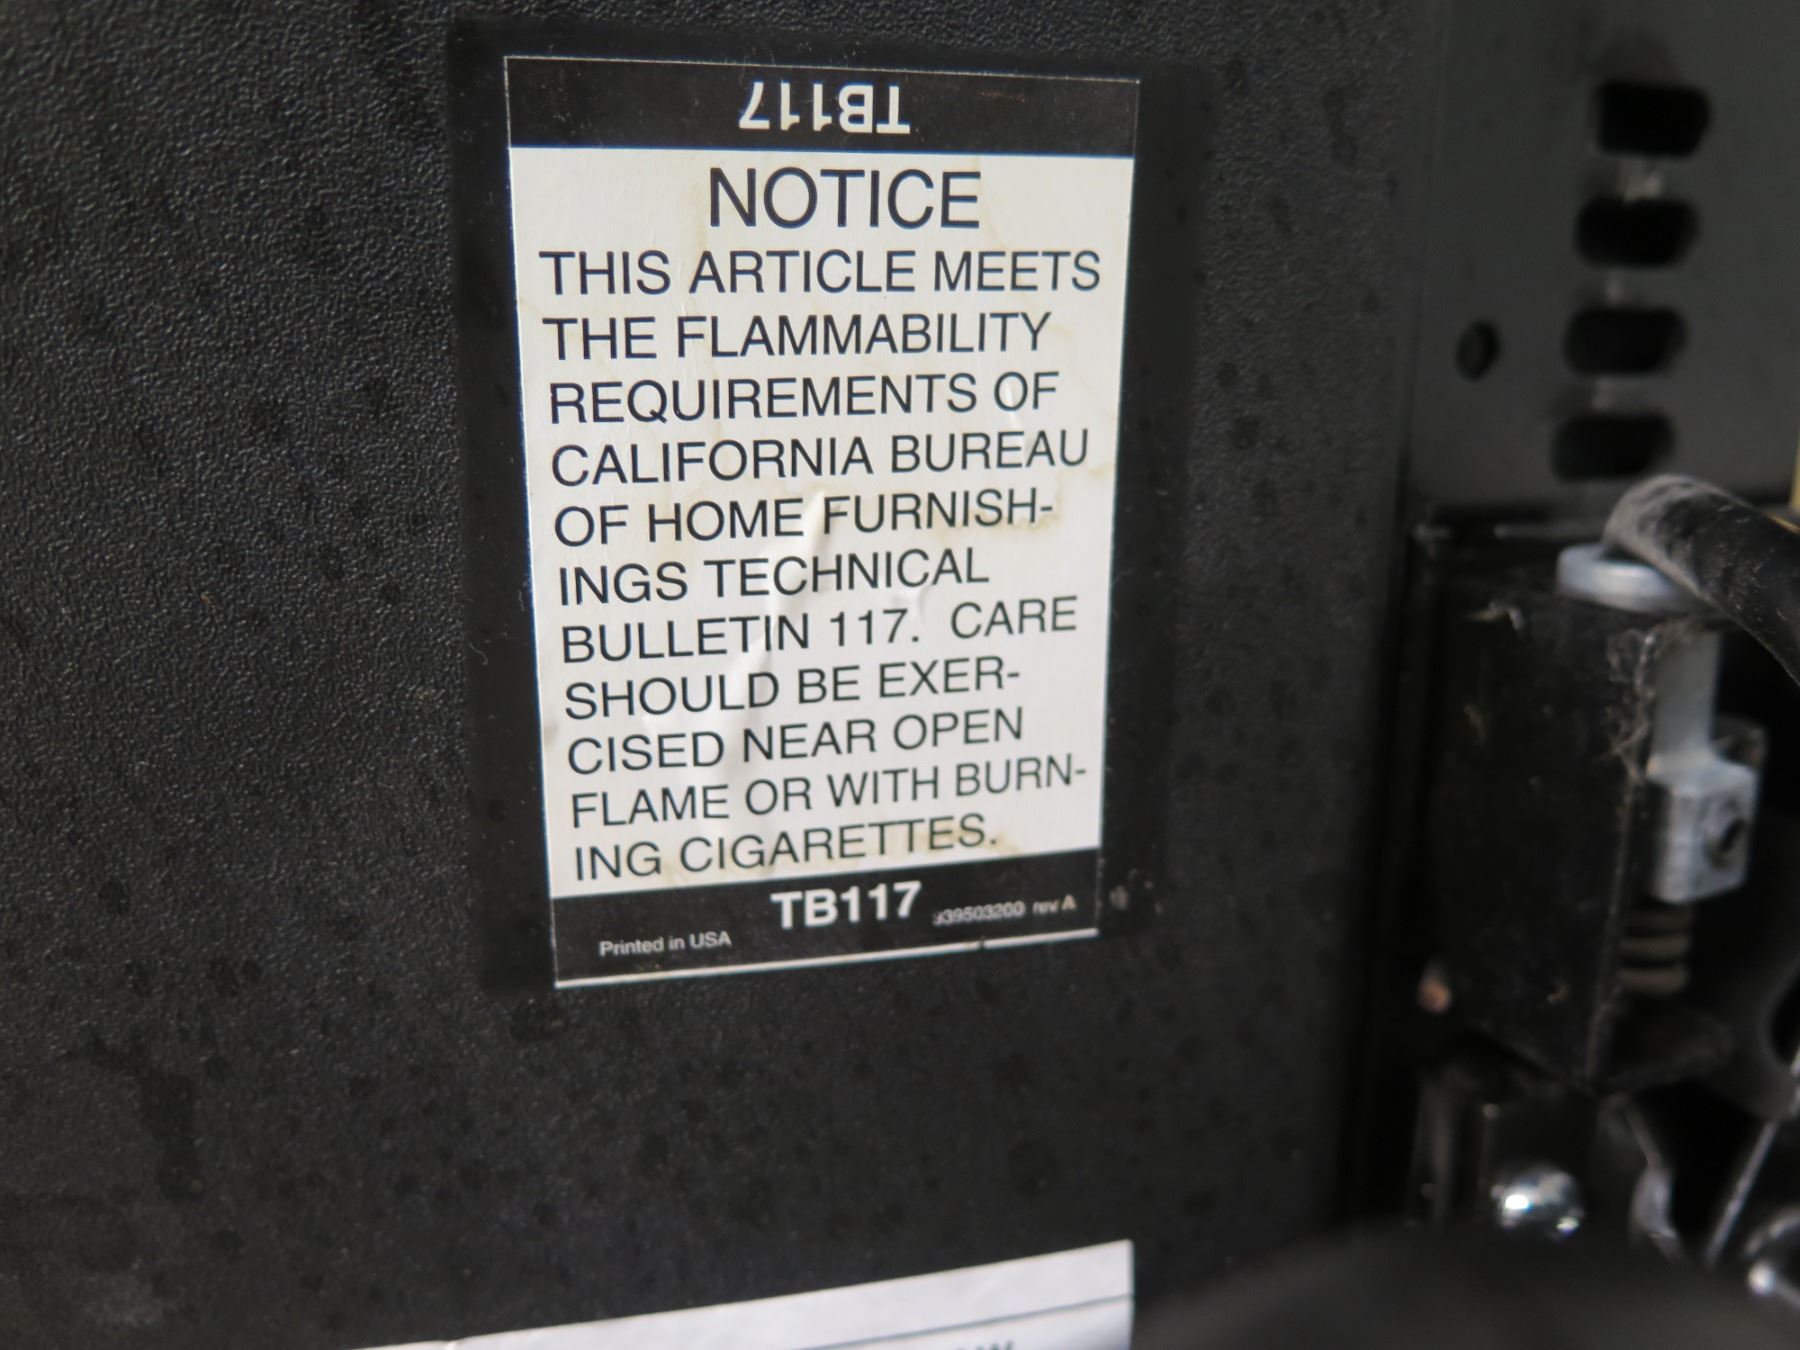 TB117
NOTICE
THIS ARTICLE MEETS
THE FLAMMABILITY
REQUIREMENTS OF
CALIFORNIA BUREAU
OF HOME FURNISH-
INGS TECHNICAL
BULLETIN 117. CARE
SHOULD BE EXER-
CISED NEAR OPEN
FLAME OR WITH BURN-
ING CIGARETTES.
Printed in USA TB117 939503200 rev A